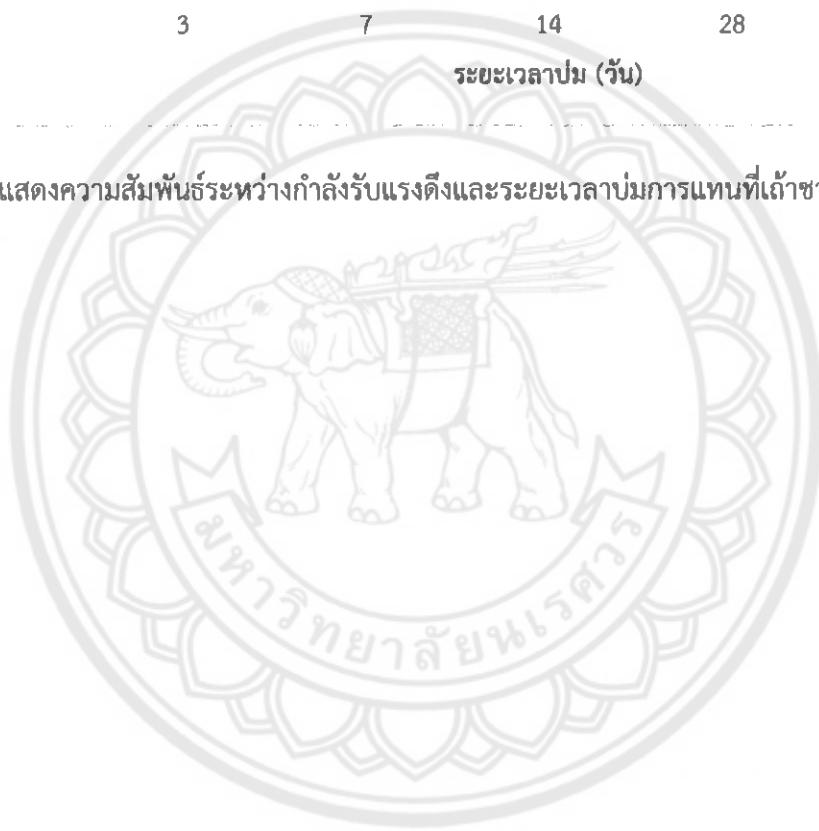 3 7 14 28
ระยะเวลาบ่ม (วัน)
แสดงความสัมพันธ์ระหว่างกำลังรับแรงดึงและระยะเวลาบ่มการแทนที่เถ้าชา
มหาวิทยาลัยนเรศวร